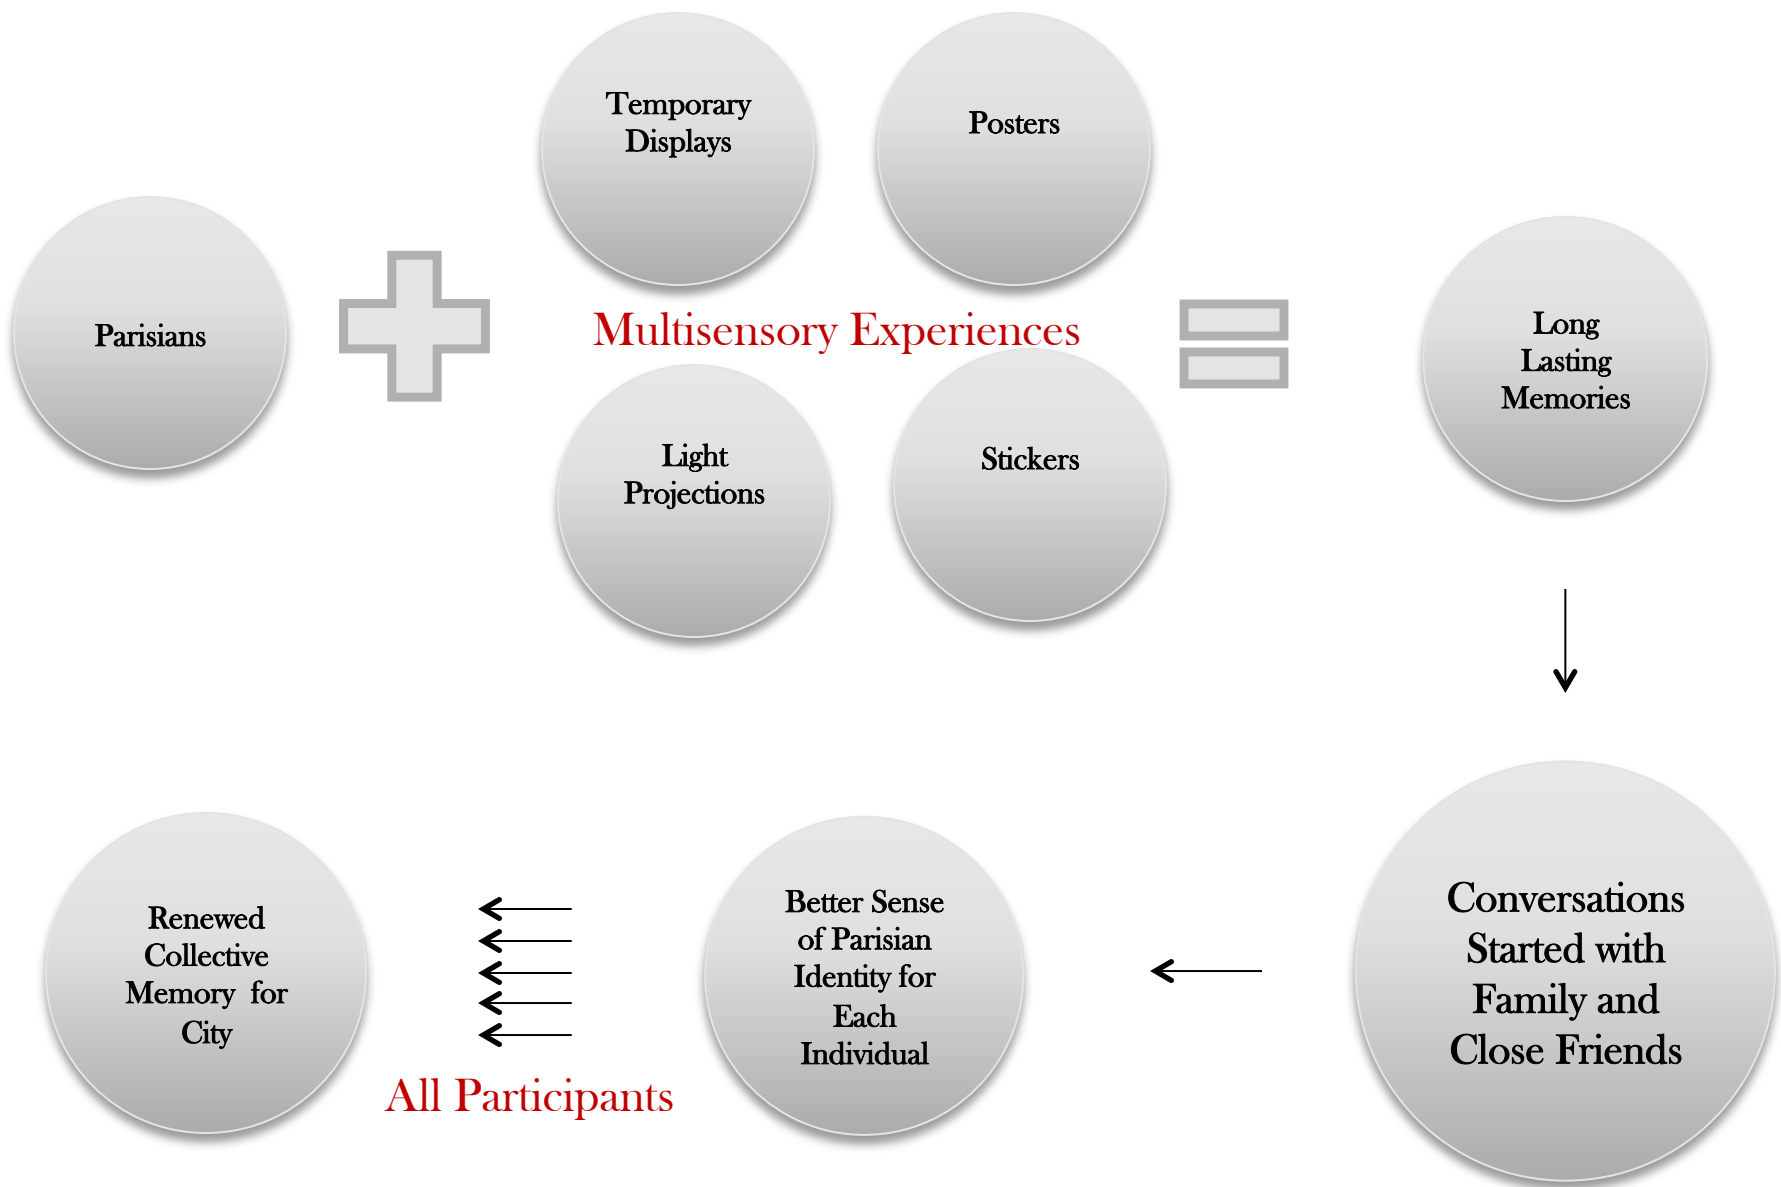 Temporary
Displays
Posters
Parisians
Multisensory Experiences
Long
Lasting
Memories
Light
Projections
Stickers
Conversations
Started with
Family and
Close Friends
Better Sense
of Parisian
Identity for
Each
Individual
Renewed
Collective
Memory for
City
All Participants